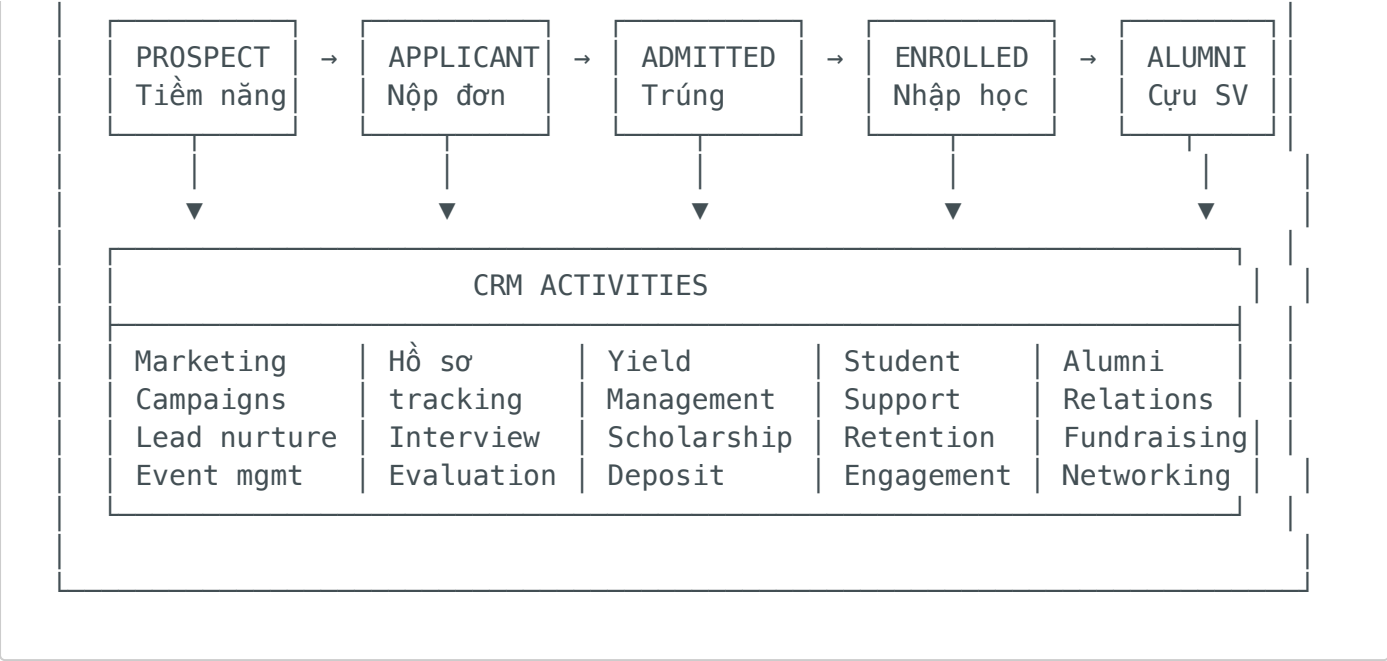 PROSPECT → APPLICANT → ADMITTED → ENROLLED → ALUMNI
Tiềm năng Nộp đơn Trúng Nhập học Cựu SV
CRM ACTIVITIES
Marketing Hồ sơ Yield Student Alumni
Campaigns tracking Management Support Relations
Lead nurture Interview Scholarship Retention Fundraising
Event mgmt Evaluation Deposit Engagement Networking